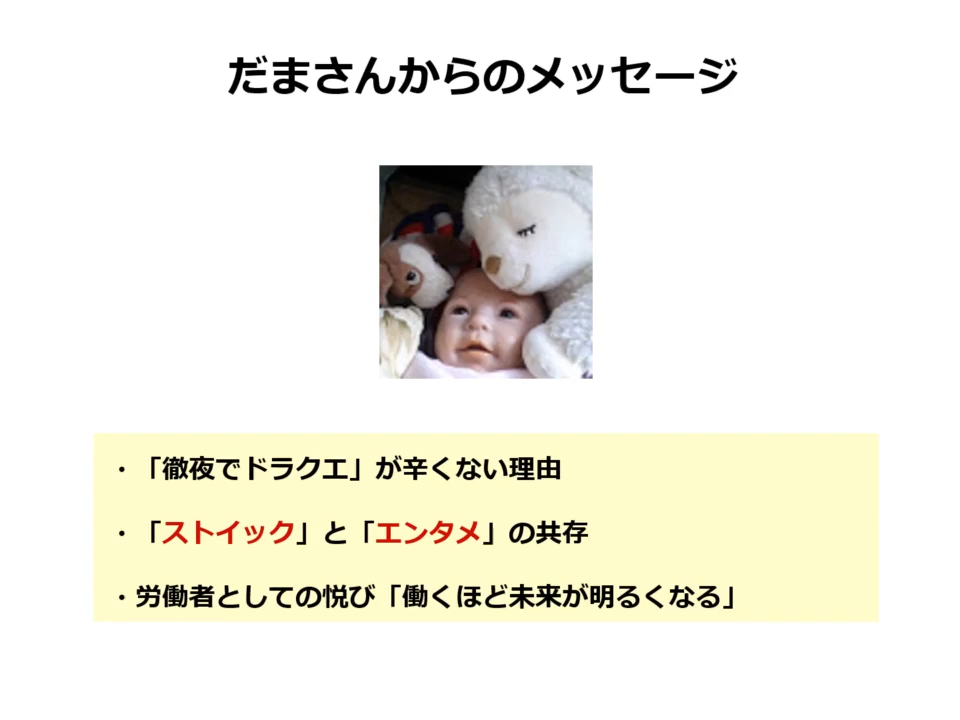 だまさんからのメッセージ
・「徹夜でドラクエ」が辛くない理由
・「ストイック」と「エンタメ」の共存
・労働者としての悦び「働くほど未来が明るくなる」